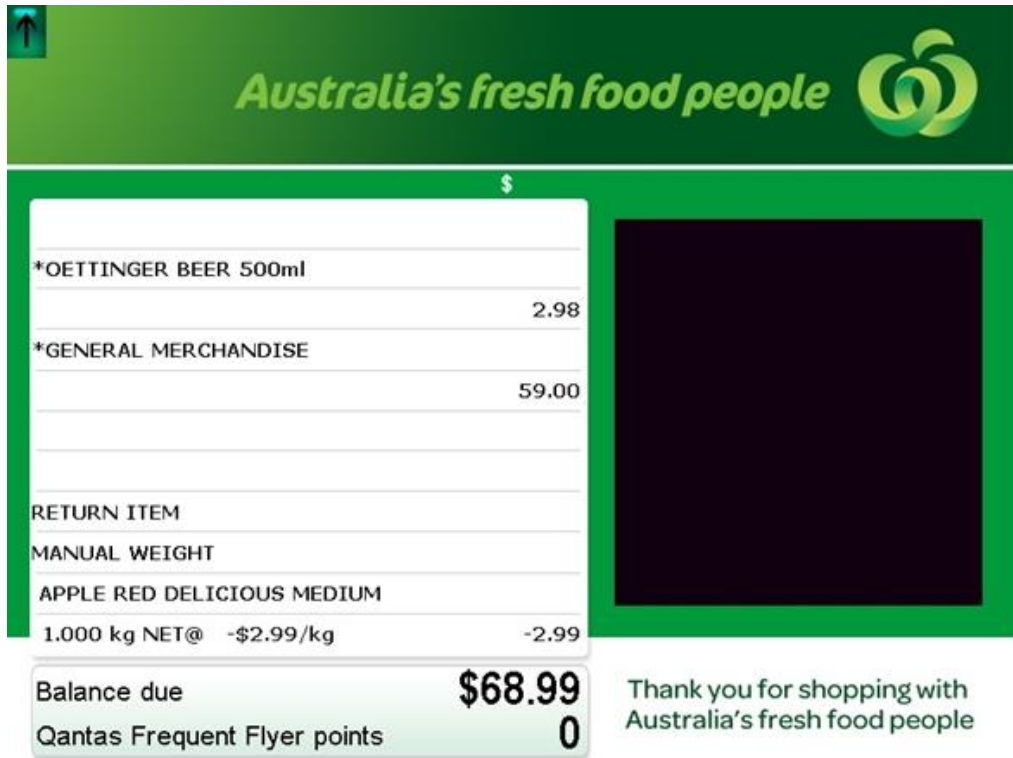 Australia's fresh food people
$
*OETTINGER BEER 500ml
2.98
*GENERAL MERCHANDISE
59.00
RETURN ITEM
MANUAL WEIGHT
APPLE RED DELICIOUS MEDIUM
1.000 kg NET@ -$2.99/kg -2.99
Balance due $68.99
Qantas Frequent Flyer points 0
Thank you for shopping with
Australia's fresh food people